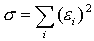 σ = ∑ᵢ (εᵢ)²